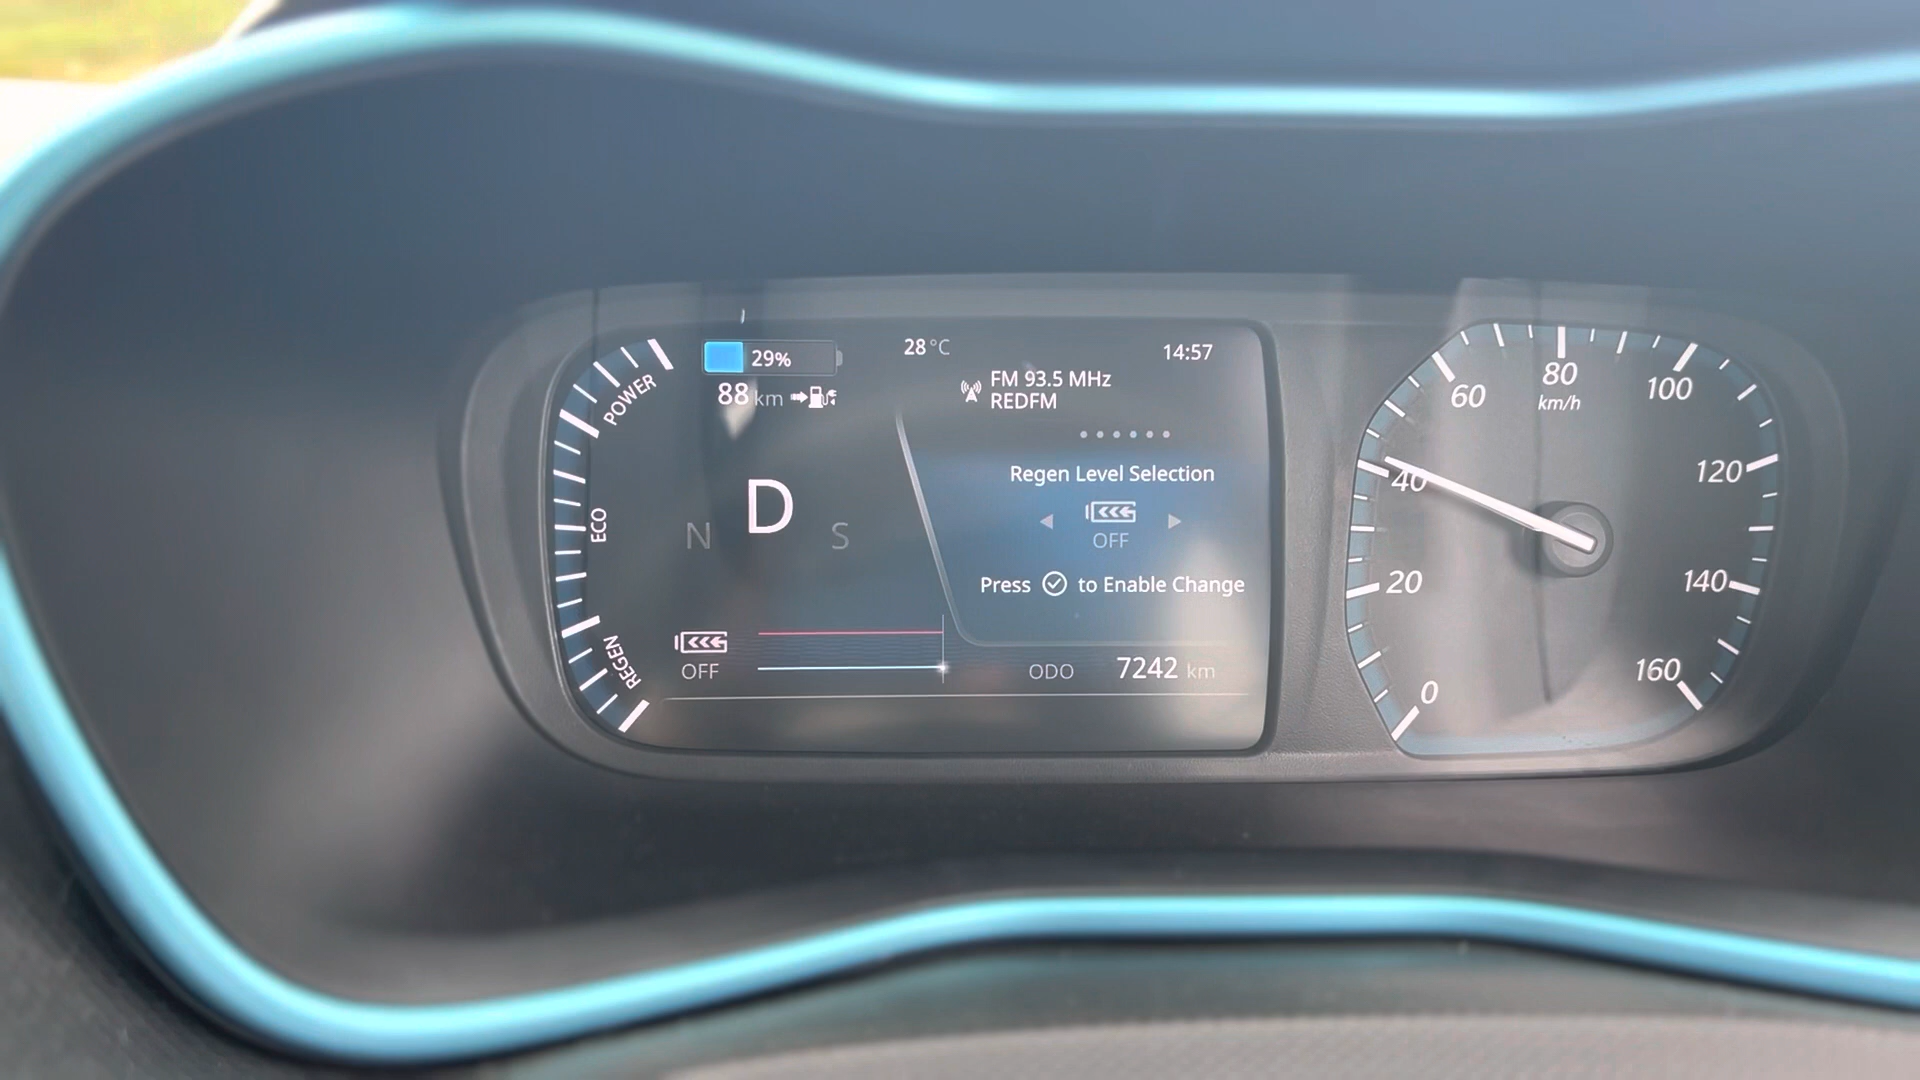 29%
88 km
28 °C
14:57
FM 93.5 MHz
REDFM
POWER
ECO
REGEN
N D S
Regen Level Selection
OFF
Press to Enable Change
OFF
ODO 7242 km
0
20
40
60
80
km/h
100
120
140
160